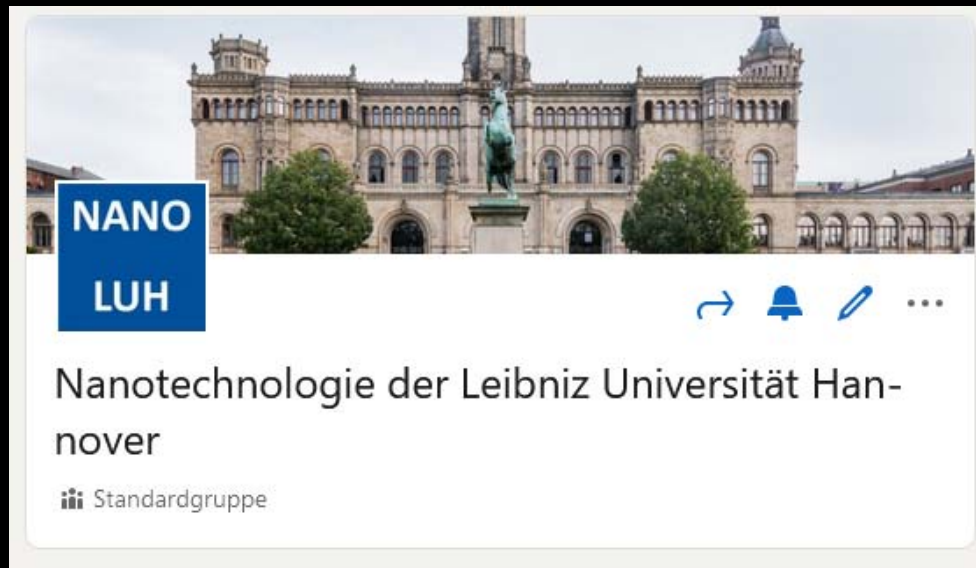 NANO
LUH
Nanotechnologie der Leibniz Universität Han-
nover
Standardgruppe